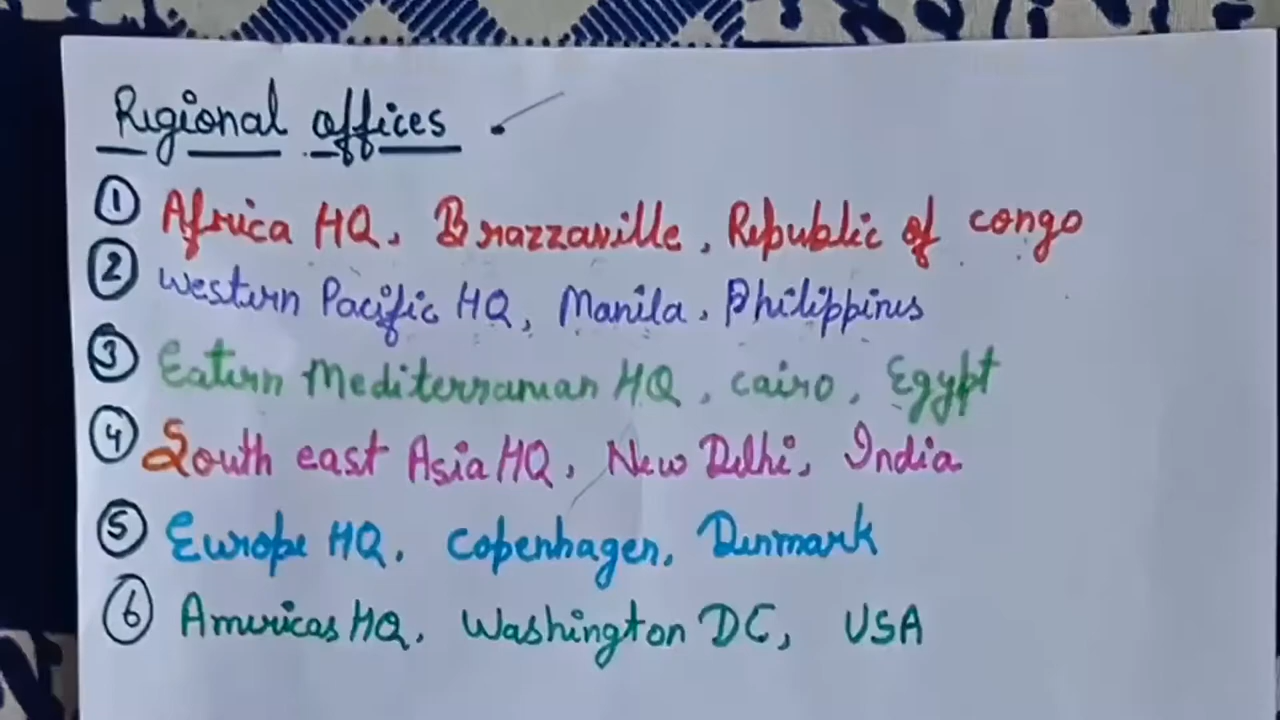 Regional offices
① Africa HQ, Brazzaville, Republic of congo
② Western Pacific HQ, Manila, Philippines
③ Eatern Mediterranean HQ, cairo, Egypt
④ South east Asia HQ, New Delhi, India
⑤ Europe HQ, Copenhagen, Denmark
⑥ Americas HQ, Washington DC, USA